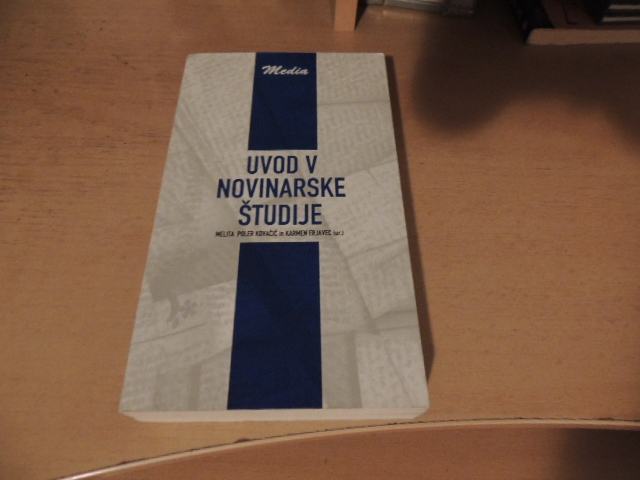 Media
UVOD V
NOVINARSKE
ŠTUDIJE
MELITA POLER KOVAČIČ in KARMEN ERJAVEC (ur.)